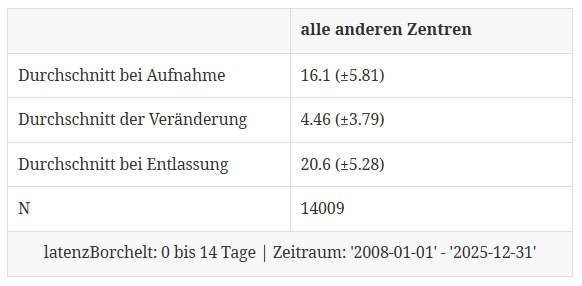 alle anderen Zentren
Durchschnitt bei Aufnahme 16.1 (±5.81)
Durchschnitt der Veränderung 4.46 (±3.79)
Durchschnitt bei Entlassung 20.6 (±5.28)
N 14009
latenzBorchelt: 0 bis 14 Tage | Zeitraum: '2008-01-01' - '2025-12-31'